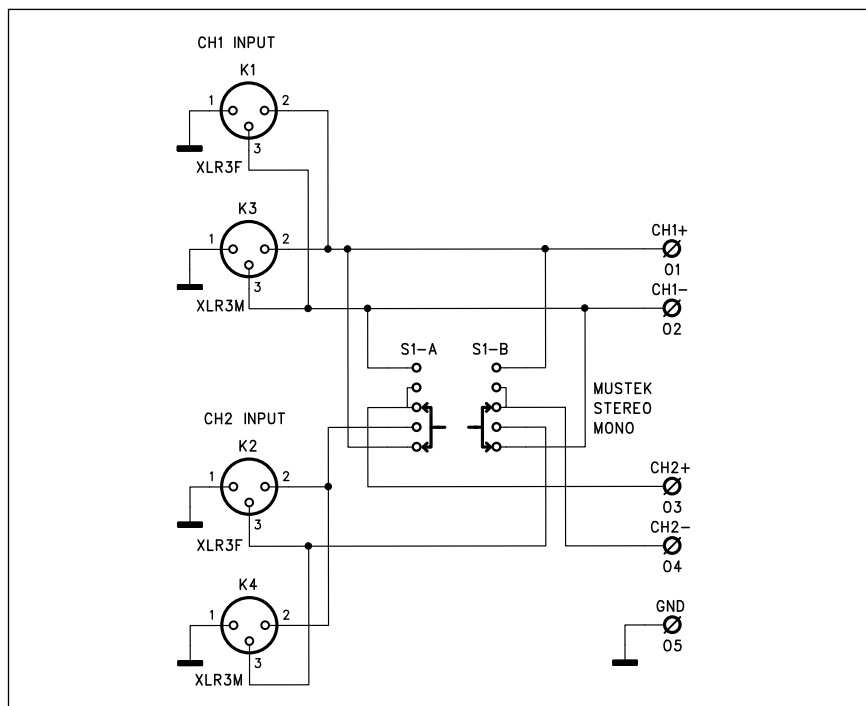 CH1 INPUT
K1
1 2
3
XLR3F
K3
1 2
3
XLR3M
CH1+
O1
CH1-
O2
S1-A S1-B
MUSTEK
STEREO
MONO
CH2 INPUT
K2
1 2
3
XLR3F
CH2+
O3
CH2-
O4
K4
1 2
3
XLR3M
GND
O5